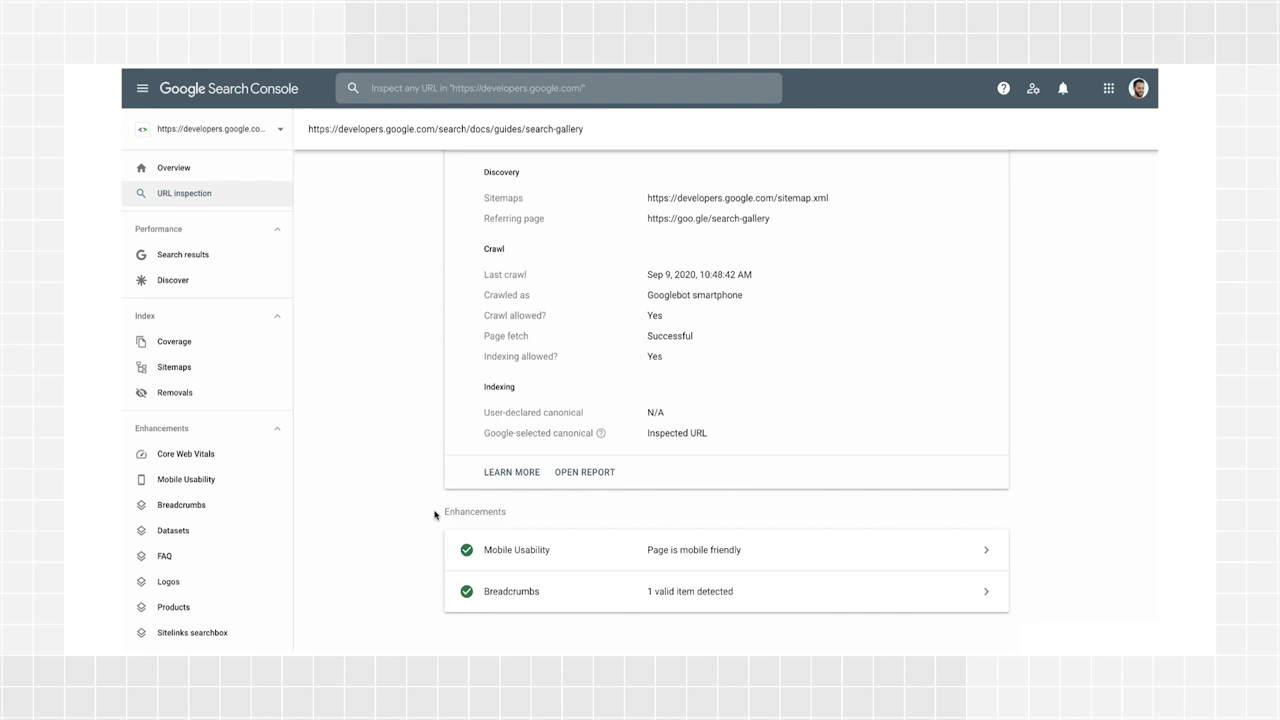 Google Search Console
Inspect any URL in "https://developers.google.com/"
https://developers.google.co...
https://developers.google.com/search/docs/guides/search-gallery
Overview
URL inspection
Performance
Search results
Discover
Index
Coverage
Sitemaps
Removals
Enhancements
Core Web Vitals
Mobile Usability
Breadcrumbs
Datasets
FAQ
Logos
Products
Sitelinks searchbox
Discovery
Sitemaps https://developers.google.com/sitemap.xml
Referring page https://goo.gle/search-gallery
Crawl
Last crawl Sep 9, 2020, 10:48:42 AM
Crawled as Googlebot smartphone
Crawl allowed? Yes
Page fetch Successful
Indexing allowed? Yes
Indexing
User-declared canonical N/A
Google-selected canonical Inspected URL
LEARN MORE OPEN REPORT
Enhancements
Mobile Usability Page is mobile friendly
Breadcrumbs 1 valid item detected